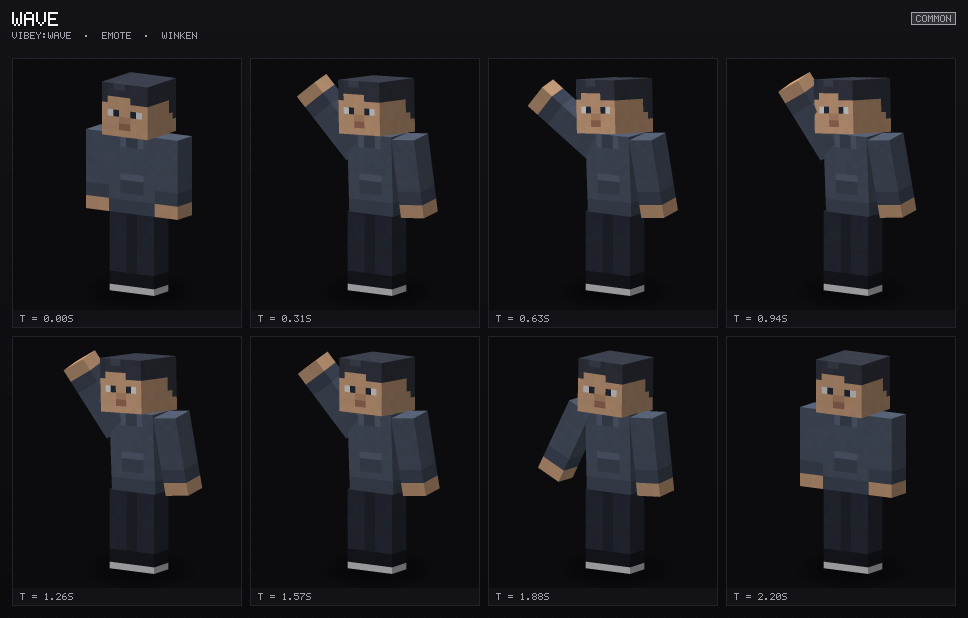 WAVE
COMMON
VIBEY:WAVE · EMOTE · WINKEN
T = 0.00S
T = 0.31S
T = 0.63S
T = 0.94S
T = 1.26S
T = 1.57S
T = 1.88S
T = 2.20S